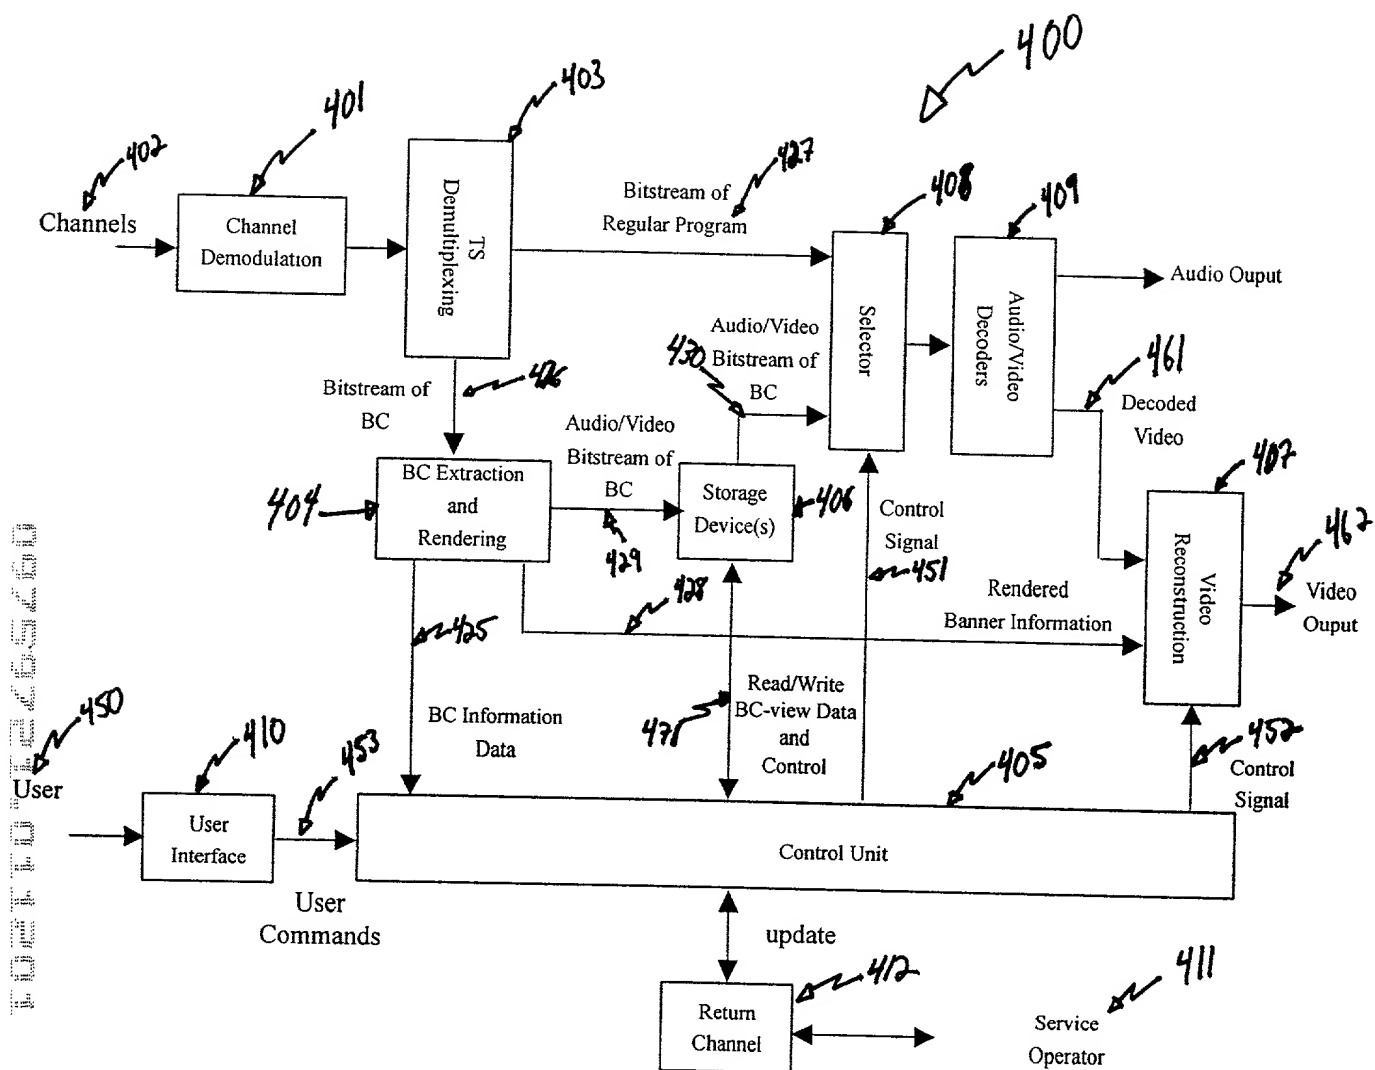 400
403
401
402
427
408
409
Channels
Channel
Demodulation
TS
Demultiplexing
Bitstream of
Regular Program
Selector
Audio/Video
Decoders
Audio Ouput
Audio/Video
Bitstream of
BC
430
461
Decoded
Video
Bitstream of
BC
426
Audio/Video
Bitstream of
BC
407
404
BC Extraction
and
Rendering
Storage
Device(s)
406
429
Control
Signal
451
Video
Reconstruction
462
Video
Ouput
428
Rendered
Banner Information
425
BC Information
Data
471
Read/Write
BC-view Data
and
Control
405
452
Control
Signal
450
User
410
453
User
Interface
Control Unit
User
Commands
update
412
Return
Channel
411
Service
Operator
09759721.011201